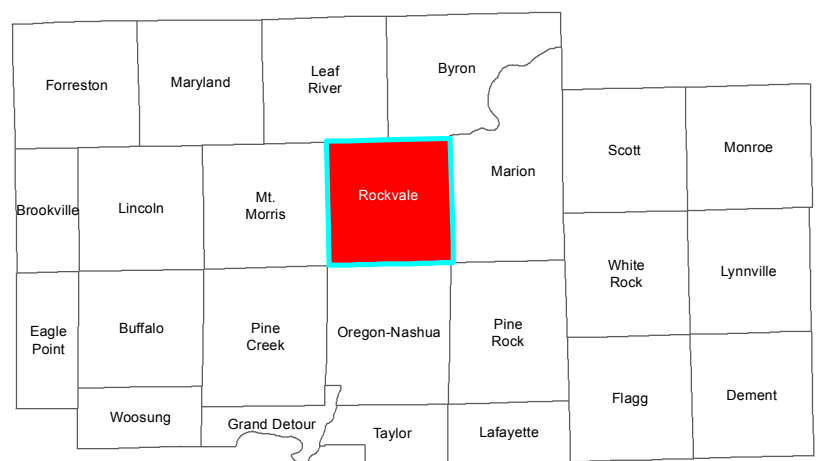 Forreston
Maryland
Leaf
River
Byron
Scott
Monroe
Brookville
Lincoln
Mt.
Morris
Rockvale
Marion
White
Rock
Lynnville
Eagle
Point
Buffalo
Pine
Creek
Oregon-Nashua
Pine
Rock
Flagg
Dement
Woosung
Grand Detour
Taylor
Lafayette